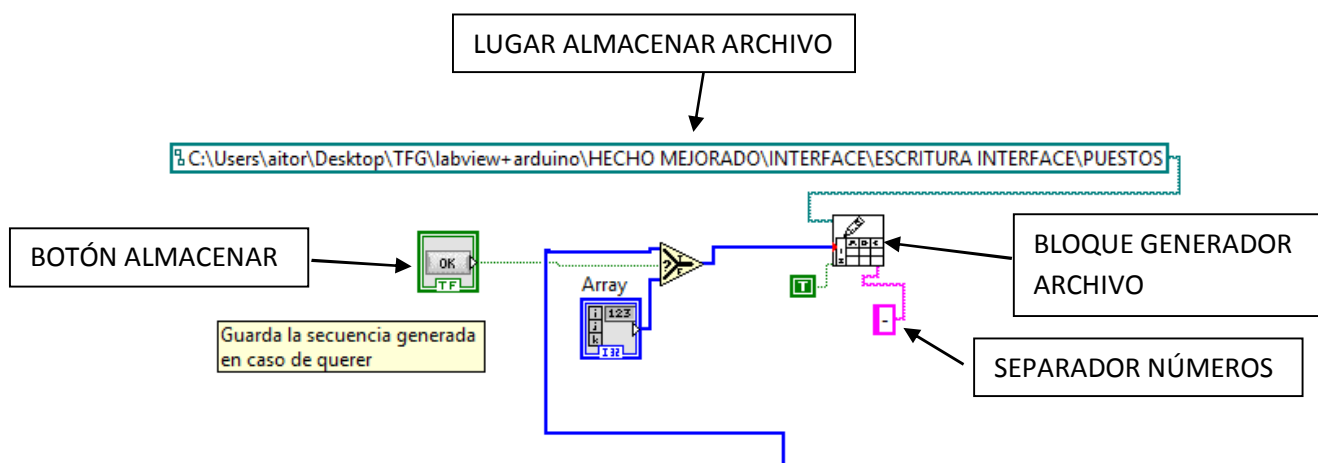 LUGAR ALMACENAR ARCHIVO
C:\Users\aitor\Desktop\TFG\labview+arduino\HECHO MEJORADO\INTERFACE\ESCRITURA INTERFACE\PUESTOS
BOTÓN ALMACENAR
OK
TF
?
T
F
BLOQUE GENERADOR
ARCHIVO
A B C
1
T
Array
i
j
k
123
I32
-
Guarda la secuencia generada
en caso de querer
SEPARADOR NÚMEROS